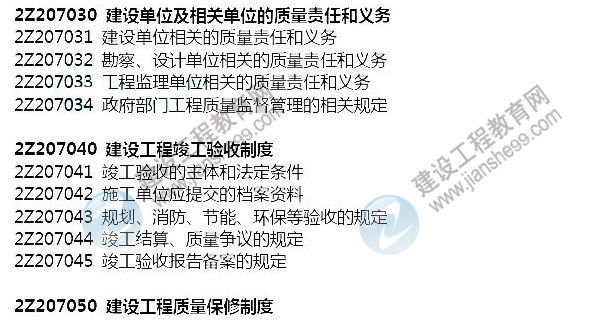 2Z207030 建设单位及相关单位的质量责任和义务
2Z207031 建设单位相关的质量责任和义务
2Z207032 勘察、设计单位相关的质量责任和义务
2Z207033 工程监理单位相关的质量责任和义务
2Z207034 政府部门工程质量监督管理的相关规定
2Z207040 建设工程竣工验收制度
2Z207041 竣工验收的主体和法定条件
2Z207042 施工单位应提交的档案资料
2Z207043 规划、消防、节能、环保等验收的规定
2Z207044 竣工结算、质量争议的规定
2Z207045 竣工验收报告备案的规定
2Z207050 建设工程质量保修制度
建设工程教育网
www.jianshe99.com